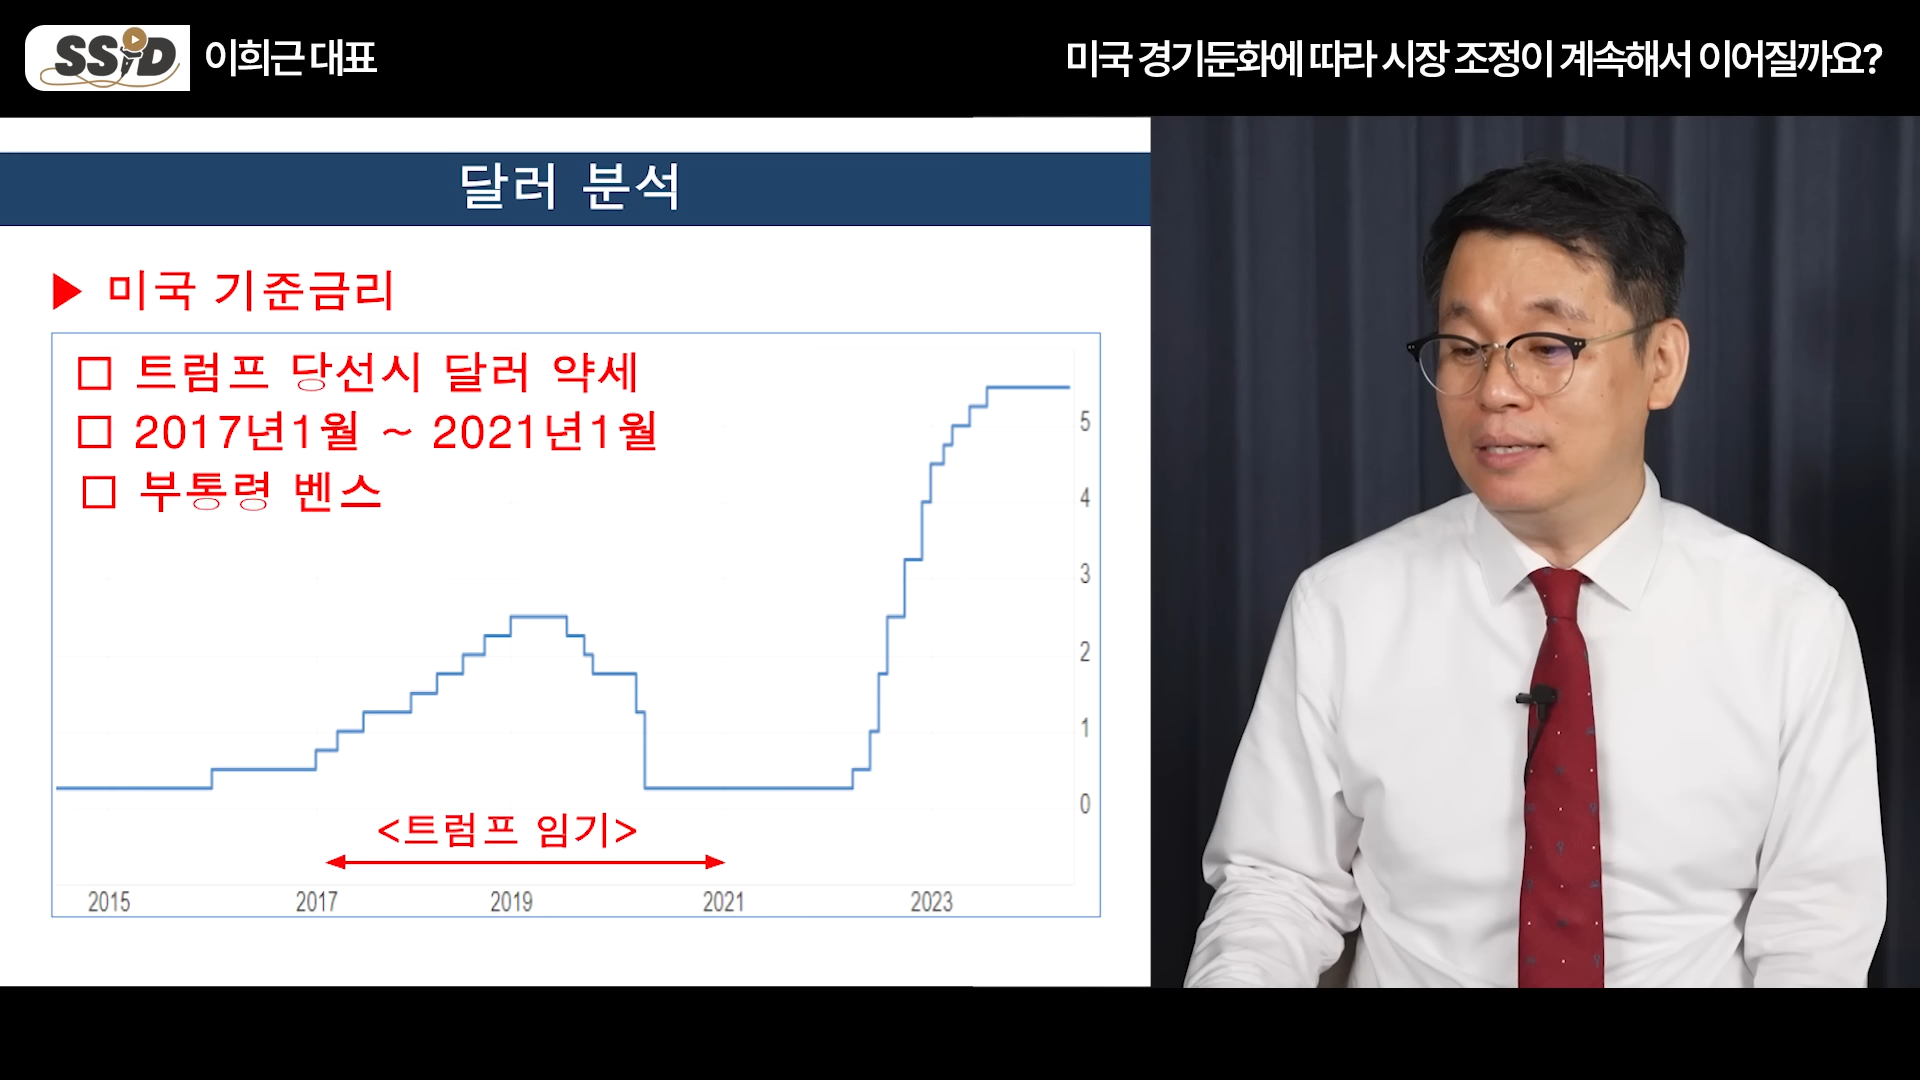 SSiD 이희근 대표
미국 경기둔화에 따라 시장 조정이 계속해서 이어질까요?
달러 분석
▶ 미국 기준금리
□ 트럼프 당선시 달러 약세
□ 2017년1월 ~ 2021년1월
□ 부통령 벤스
5
4
3
2
1
0
<트럼프 임기>
2015 2017 2019 2021 2023